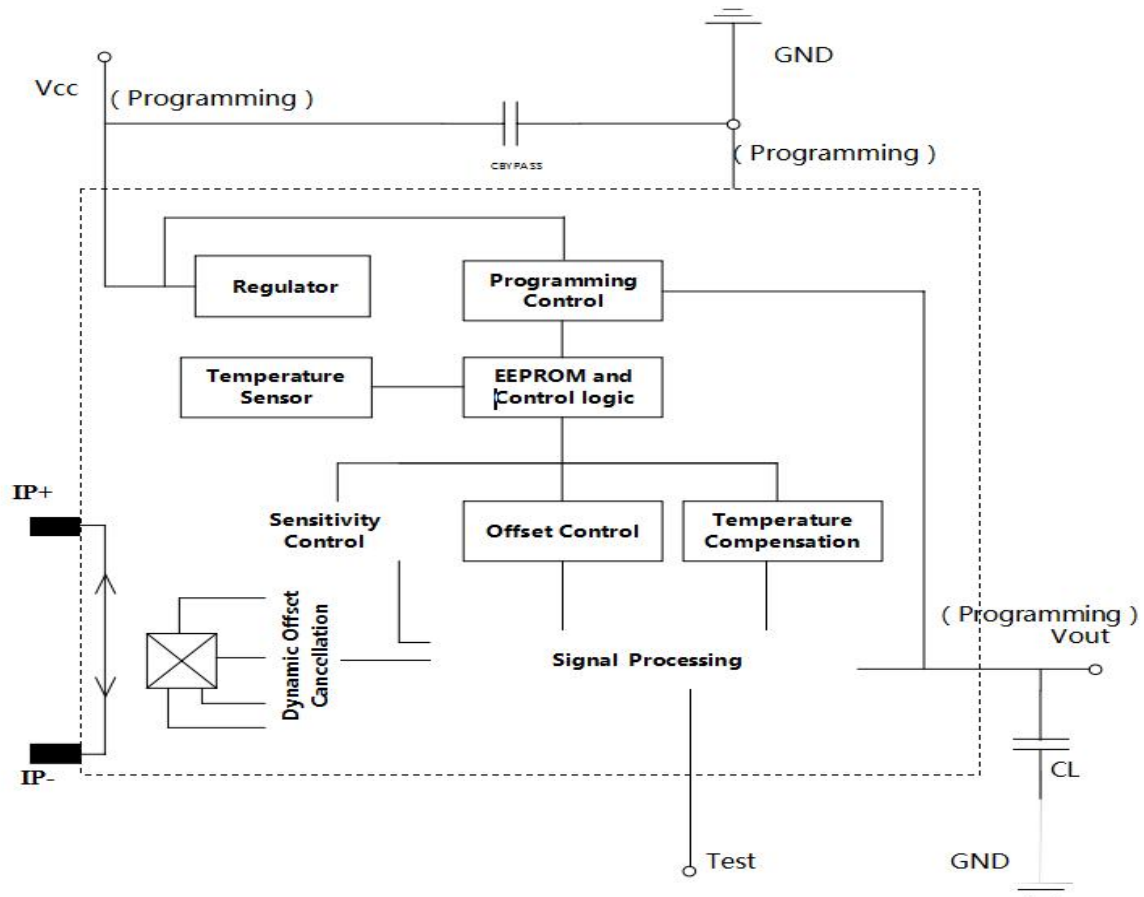 GND
Vcc
( Programming )
( Programming )
CBYPASS
Regulator
Programming
Control
Temperature
Sensor
EEPROM and
Control logic
IP+
Sensitivity
Control
Offset Control
Temperature
Compensation
Dynamic Offset
Cancellation
( Programming )
Vout
Signal Processing
IP-
CL
Test
GND